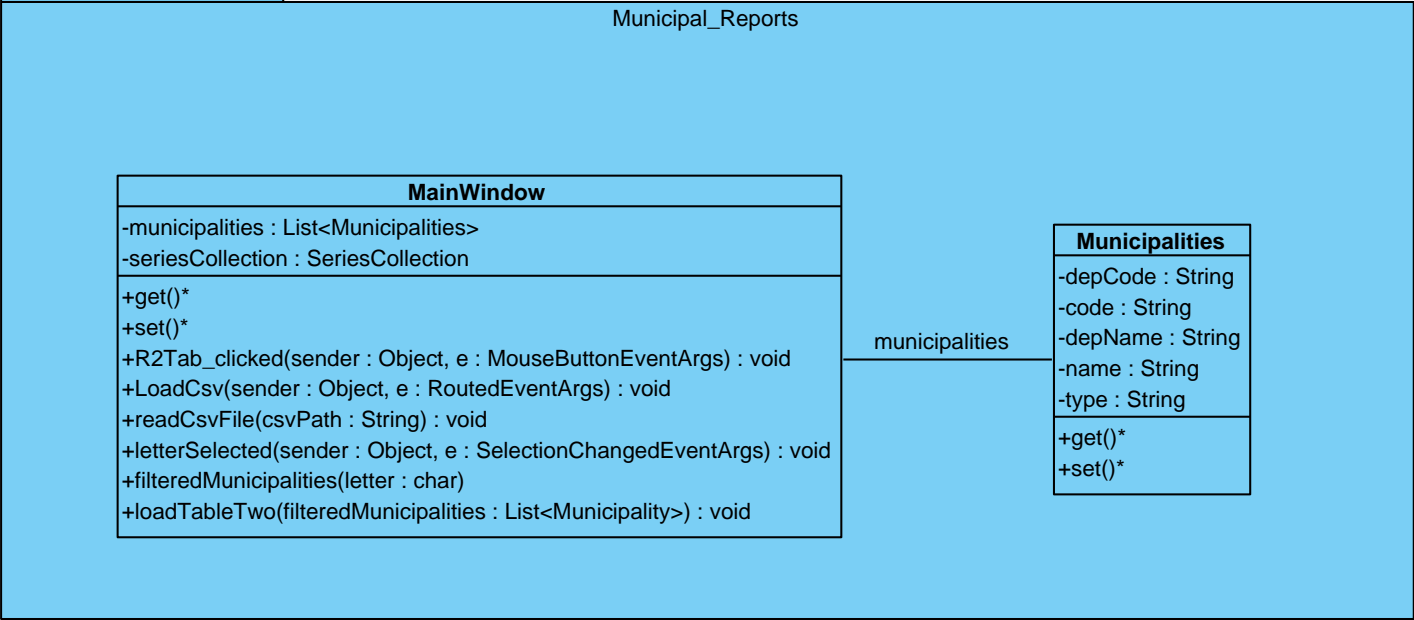 Municipal_Reports
MainWindow
-municipalities : List<Municipalities>
-seriesCollection : SeriesCollection
+get()*
+set()*
+R2Tab_clicked(sender : Object, e : MouseButtonEventArgs) : void
+LoadCsv(sender : Object, e : RoutedEventArgs) : void
+readCsvFile(csvPath : String) : void
+letterSelected(sender : Object, e : SelectionChangedEventArgs) : void
+filteredMunicipalities(letter : char)
+loadTableTwo(filteredMunicipalities : List<Municipality>) : void
municipalities
Municipalities
-depCode : String
-code : String
-depName : String
-name : String
-type : String
+get()*
+set()*